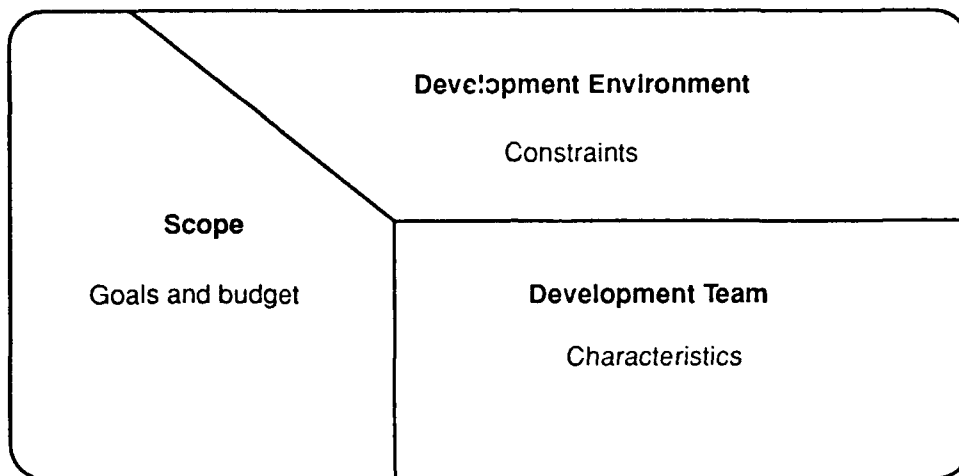 Development Environment
Constraints
Scope
Goals and budget
Development Team
Characteristics